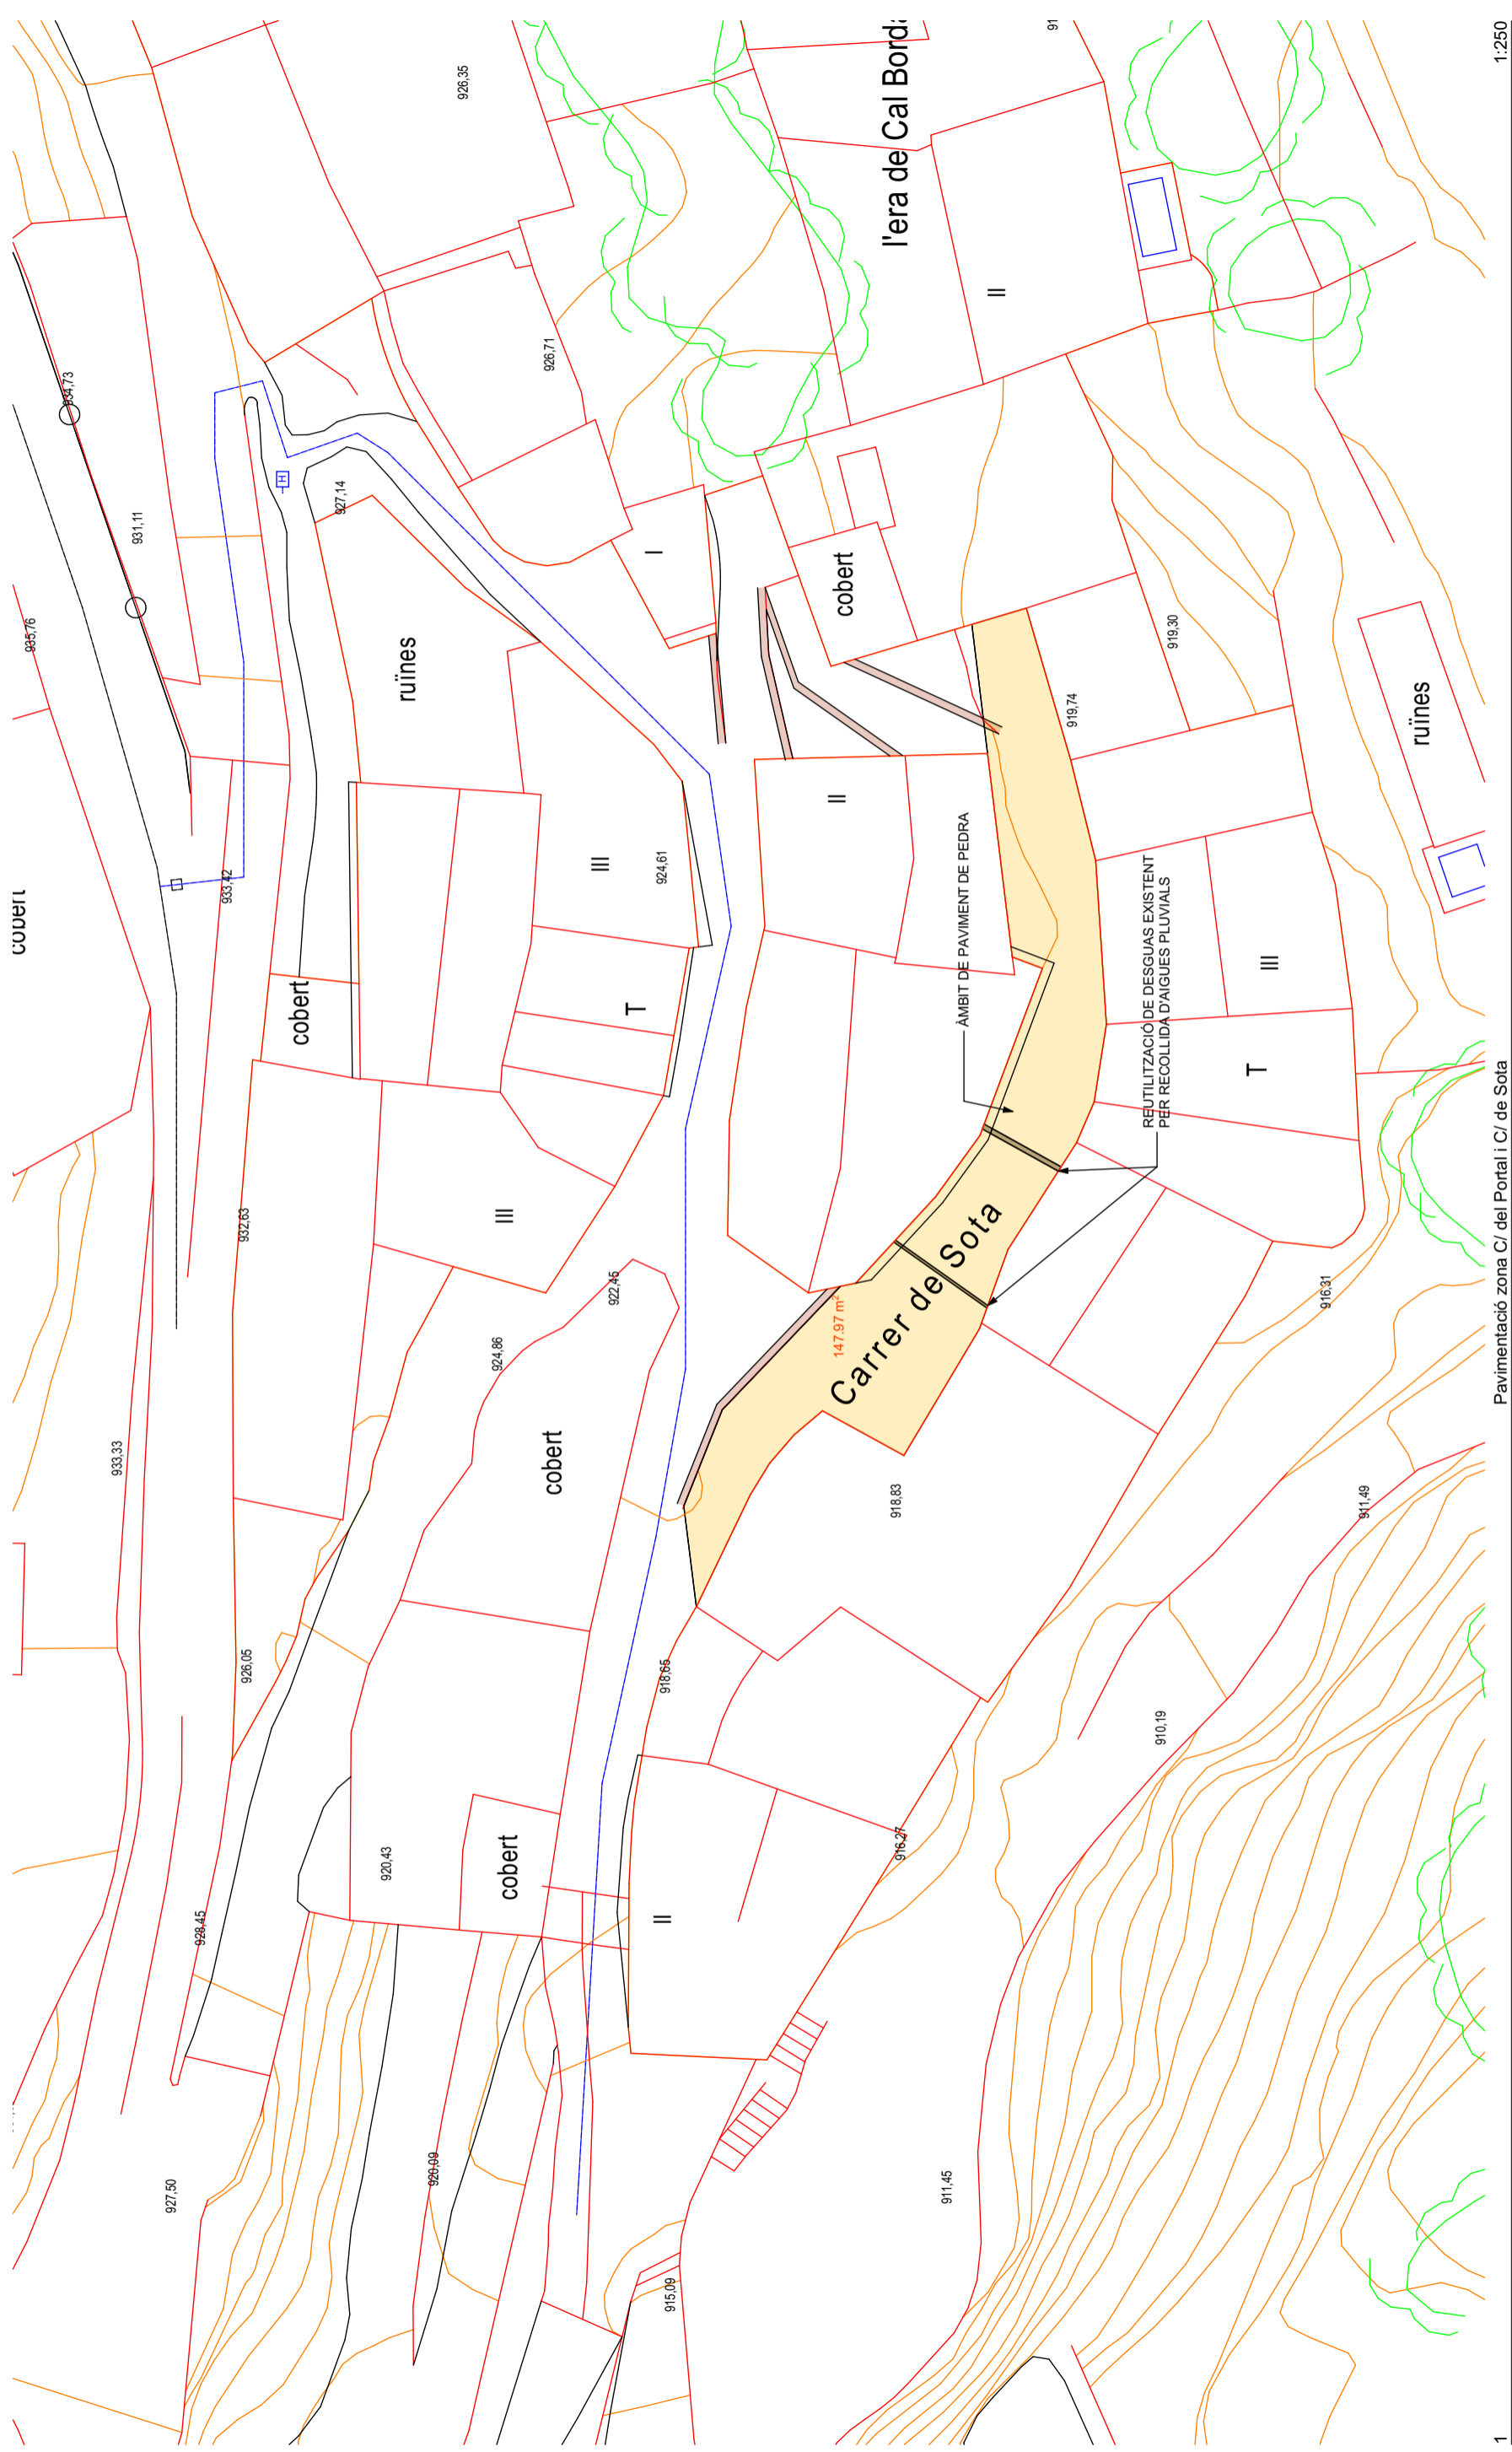 cobert
935,76
934,73
931,11
933,42
926,35
926,71
927,14
H
l'era de Cal Borda
91
II
I
cobert
ruïnes
III
924,61
cobert
T
II
919,30
919,74
ruïnes
III
T
ÀMBIT DE PAVIMENT DE PEDRA
REUTILITZACIÓ DE DESGUAS EXISTENT
PER RECOLLIDA D'AIGUES PLUVIALS
932,63
III
922,45
924,86
933,33
cobert
147.97 m²
Carrer de Sota
916,31
918,83
911,49
926,05
918,65
910,19
920,43
cobert
II
916,27
928,45
927,50
920,09
915,09
911,45
1
Pavimentació zona C/ del Portal i C/ de Sota
1:250